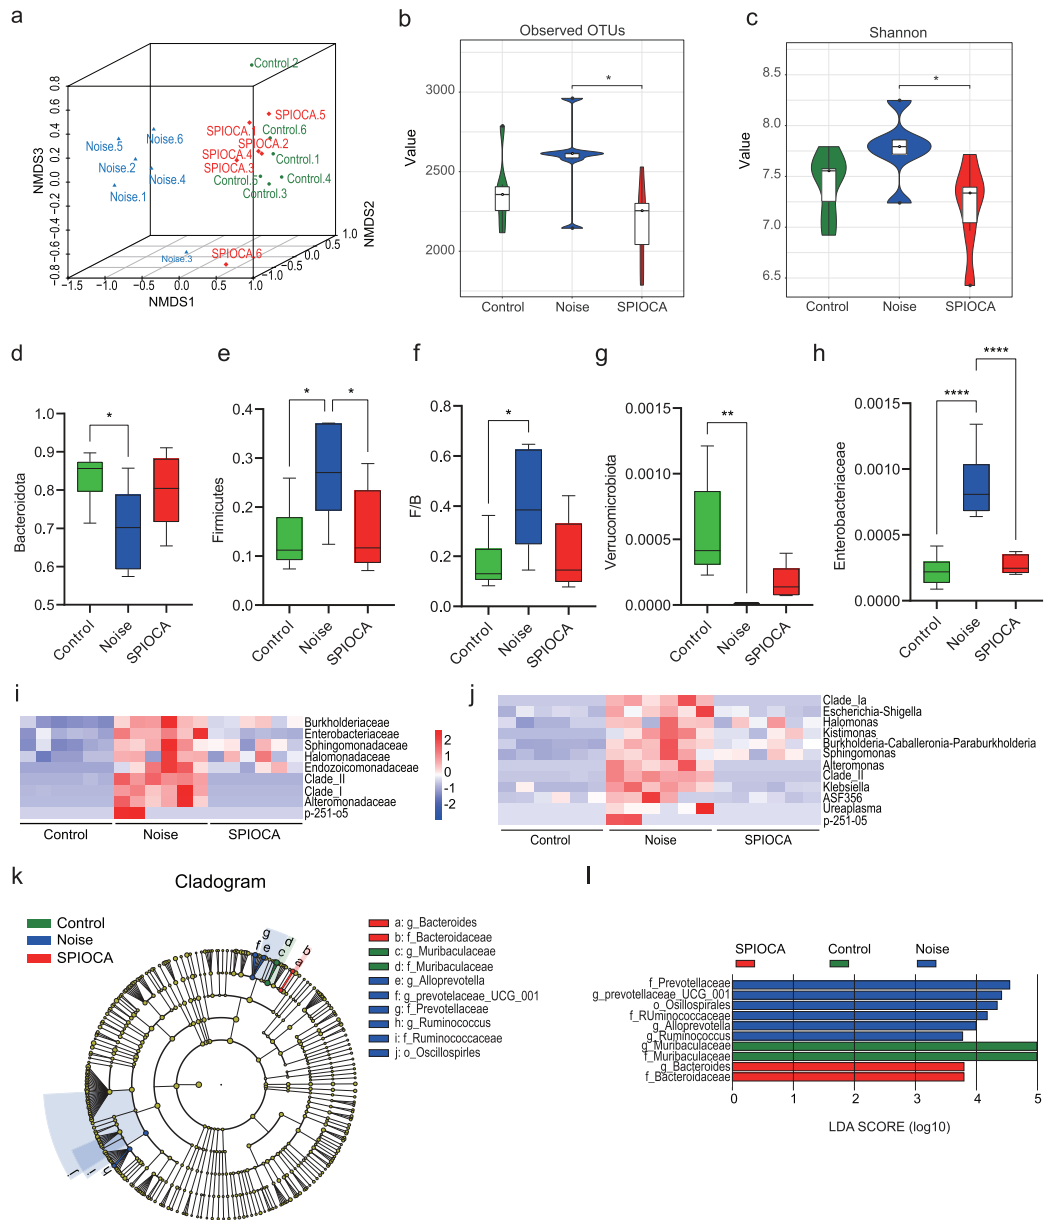 a
Control.2
0.8
0.6
0.4
0.2
0.0
−0.2
−0.4
−0.6
−0.8
NMDS3
SPIOCA.5
SPIOCA.1
Control.6
Noise.6
Noise.5
SPIOCA.2
SPIOCA.4
Control.1
Noise.2
SPIOCA.3
Noise.4
Control.5
Control.4
Noise.1
Control.3
Noise.3
SPIOCA.6
−1.5
−1.0
−0.5
0.0
0.5
1.0
NMDS1
−1.0
−0.5
0.0
0.5
1.0
NMDS2
b
Observed OTUs
*
3000
2500
2000
Value
Control
Noise
SPIOCA
c
Shannon
*
8.5
8.0
7.5
7.0
6.5
Value
Control
Noise
SPIOCA
d
*
1.0
0.9
0.8
0.7
0.6
0.5
Bacteroidota
Control
Noise
SPIOCA
e
*
*
0.4
0.3
0.2
0.1
0.0
Firmicutes
Control
Noise
SPIOCA
f
*
0.8
0.6
0.4
0.2
0.0
F/B
Control
Noise
SPIOCA
g
**
0.0015
0.0010
0.0005
0.0000
Verrucomicrobiota
Control
Noise
SPIOCA
h
****
****
0.0015
0.0010
0.0005
0.0000
Enterobacteriaceae
Control
Noise
SPIOCA
i
Burkholderiaceae
Enterobacteriaceae
Sphingomonadaceae
Halomonadaceae
Endozoicomonadaceae
Clade_II
Clade_I
Alteromonadaceae
p-251-o5
Control
Noise
SPIOCA
2
1
0
−1
−2
j
Clade_Ia
Escherichia-Shigella
Halomonas
Kistimonas
Burkholderia-Caballeronia-Paraburkholderia
Sphingomonas
Alteromonas
Clade_II
Klebsiella
ASF356
Ureaplasma
p-251-05
Control
Noise
SPIOCA
k
Cladogram
Control
Noise
SPIOCA
g
f
e
d
c
b
a
j
i
h
a: g_Bacteroides
b: f_Bacteroidaceae
c: g_Muribaculaceae
d: f_Muribaculaceae
e: g_Alloprevotella
f: g_prevotelaceae_UCG_001
g: f_Prevotellaceae
h: g_Ruminococcus
i: f_Ruminococcaceae
j: o_Oscillospirles
l
SPIOCA
Control
Noise
f_Prevotellaceae
g_prevotellaceae_UCG_001
o_Osillospirales
f_RUminococcaceae
g_Alloprevotella
g_Ruminococcus
g_Muribaculaceae
f_Muribaculaceae
g_Bacteroides
f_Bacteroidaceae
0
1
2
3
4
5
LDA SCORE (log10)